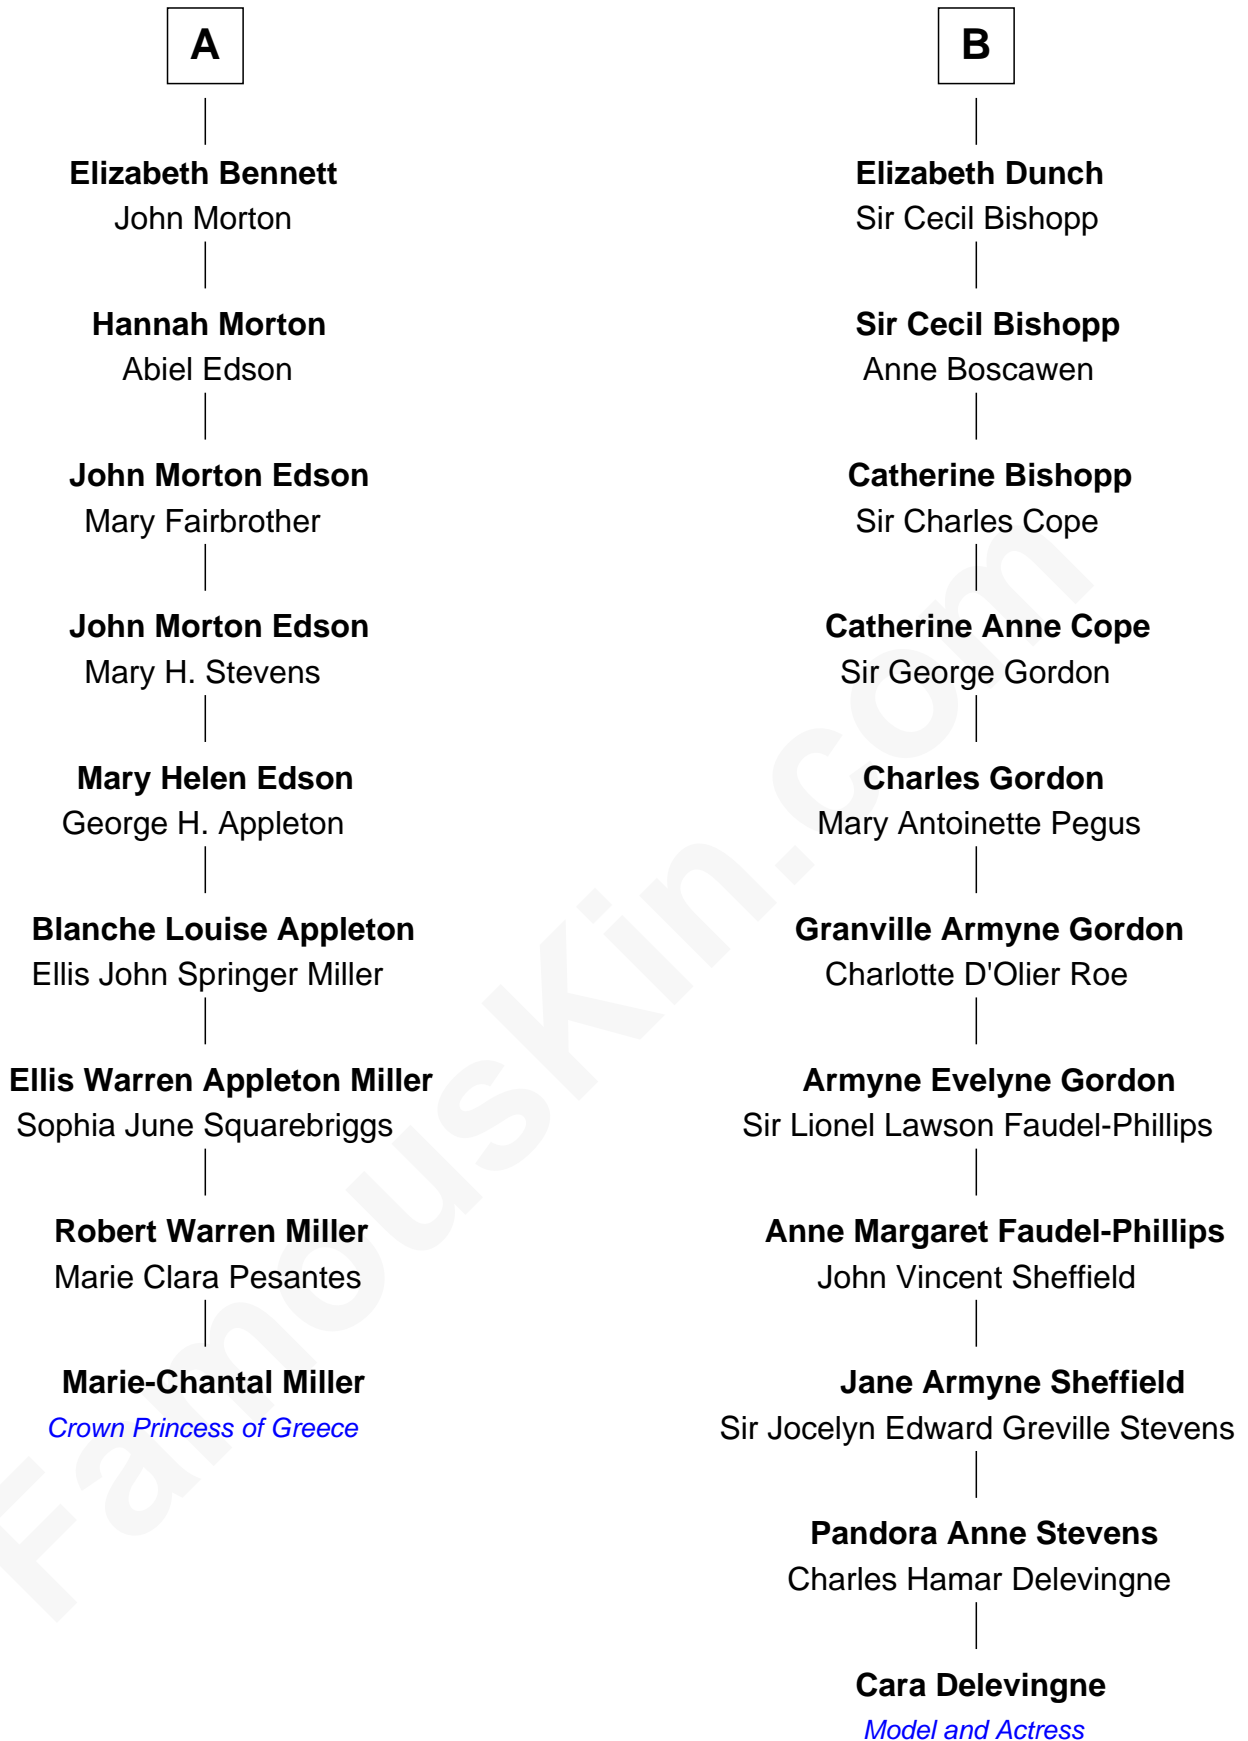 A
Elizabeth Bennett
John Morton
Hannah Morton
Abiel Edson
John Morton Edson
Mary Fairbrother
John Morton Edson
Mary H. Stevens
Mary Helen Edson
George H. Appleton
Blanche Louise Appleton
Ellis John Springer Miller
Ellis Warren Appleton Miller
Sophia June Squarebriggs
Robert Warren Miller
Marie Clara Pesantes
Marie-Chantal Miller
Crown Princess of Greece
B
Elizabeth Dunch
Sir Cecil Bishopp
Sir Cecil Bishopp
Anne Boscawen
Catherine Bishopp
Sir Charles Cope
Catherine Anne Cope
Sir George Gordon
Charles Gordon
Mary Antoinette Pegus
Granville Armyne Gordon
Charlotte D'Olier Roe
Armyne Evelyne Gordon
Sir Lionel Lawson Faudel-Phillips
Anne Margaret Faudel-Phillips
John Vincent Sheffield
Jane Armyne Sheffield
Sir Jocelyn Edward Greville Stevens
Pandora Anne Stevens
Charles Hamar Delevingne
Cara Delevingne
Model and Actress
FamousKin.com